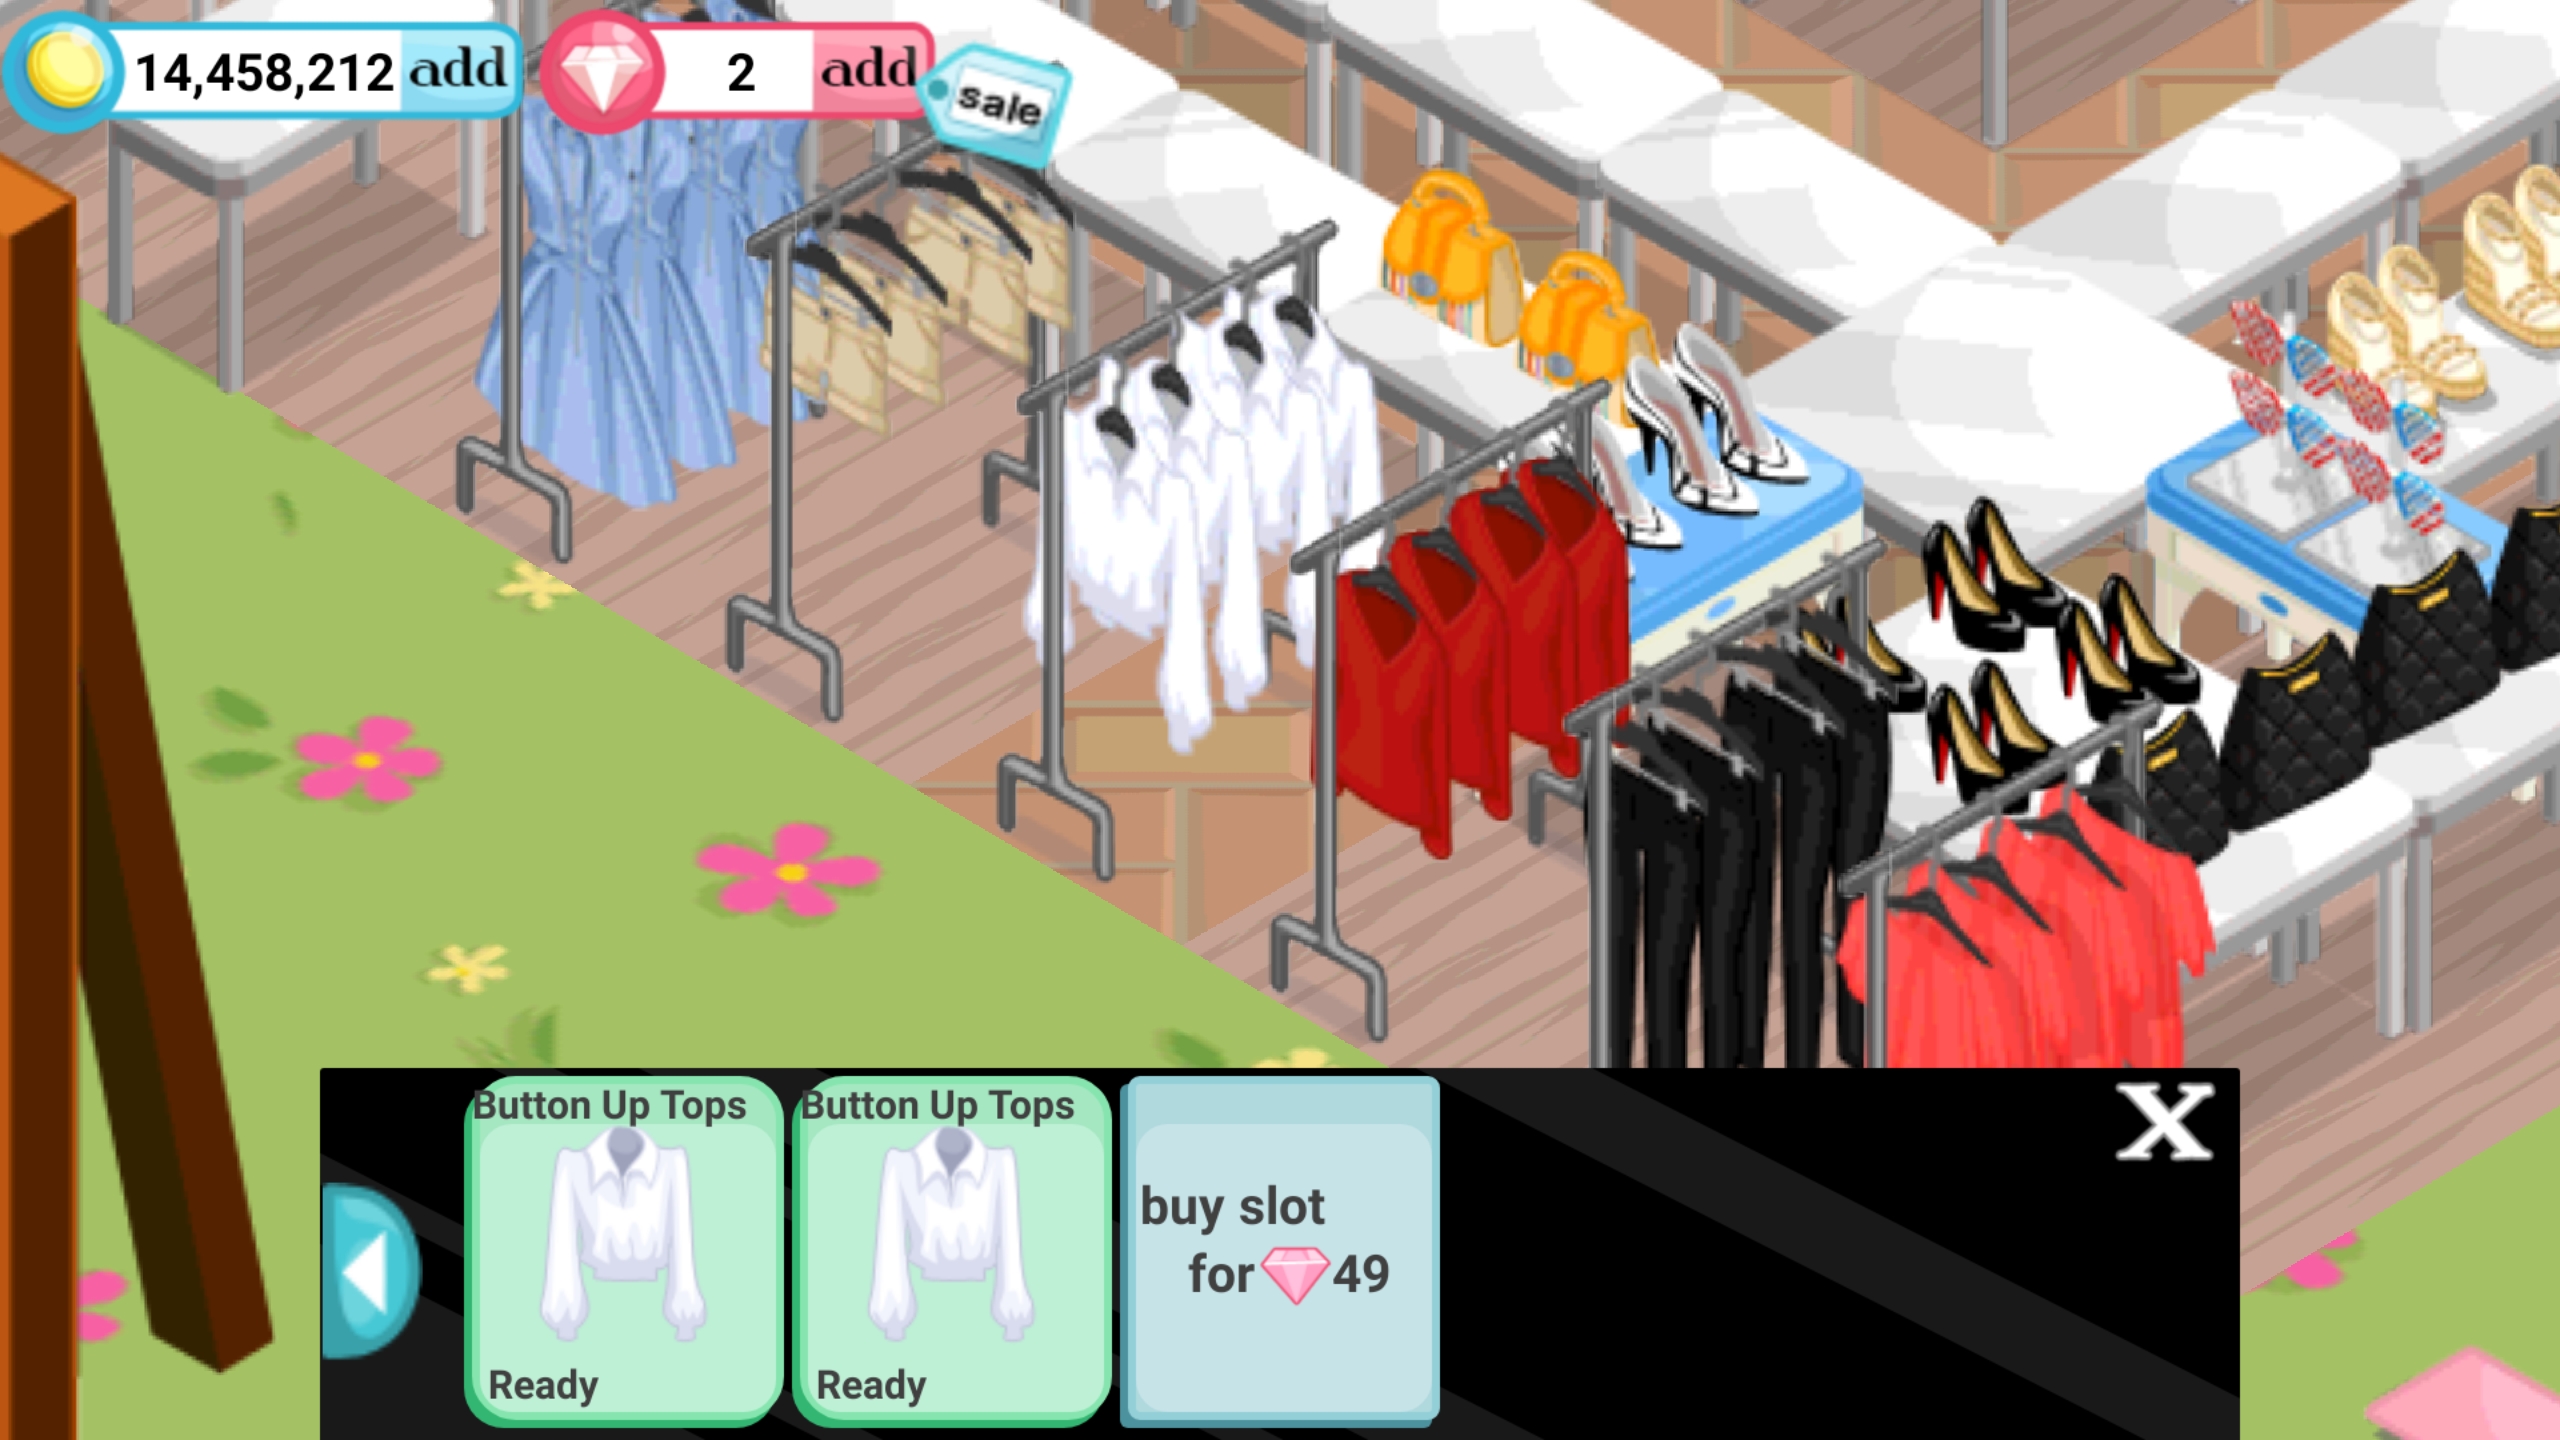 14,458,212 add
2 add
sale
Button Up Tops
Ready
Button Up Tops
Ready
buy slot
for 49
X